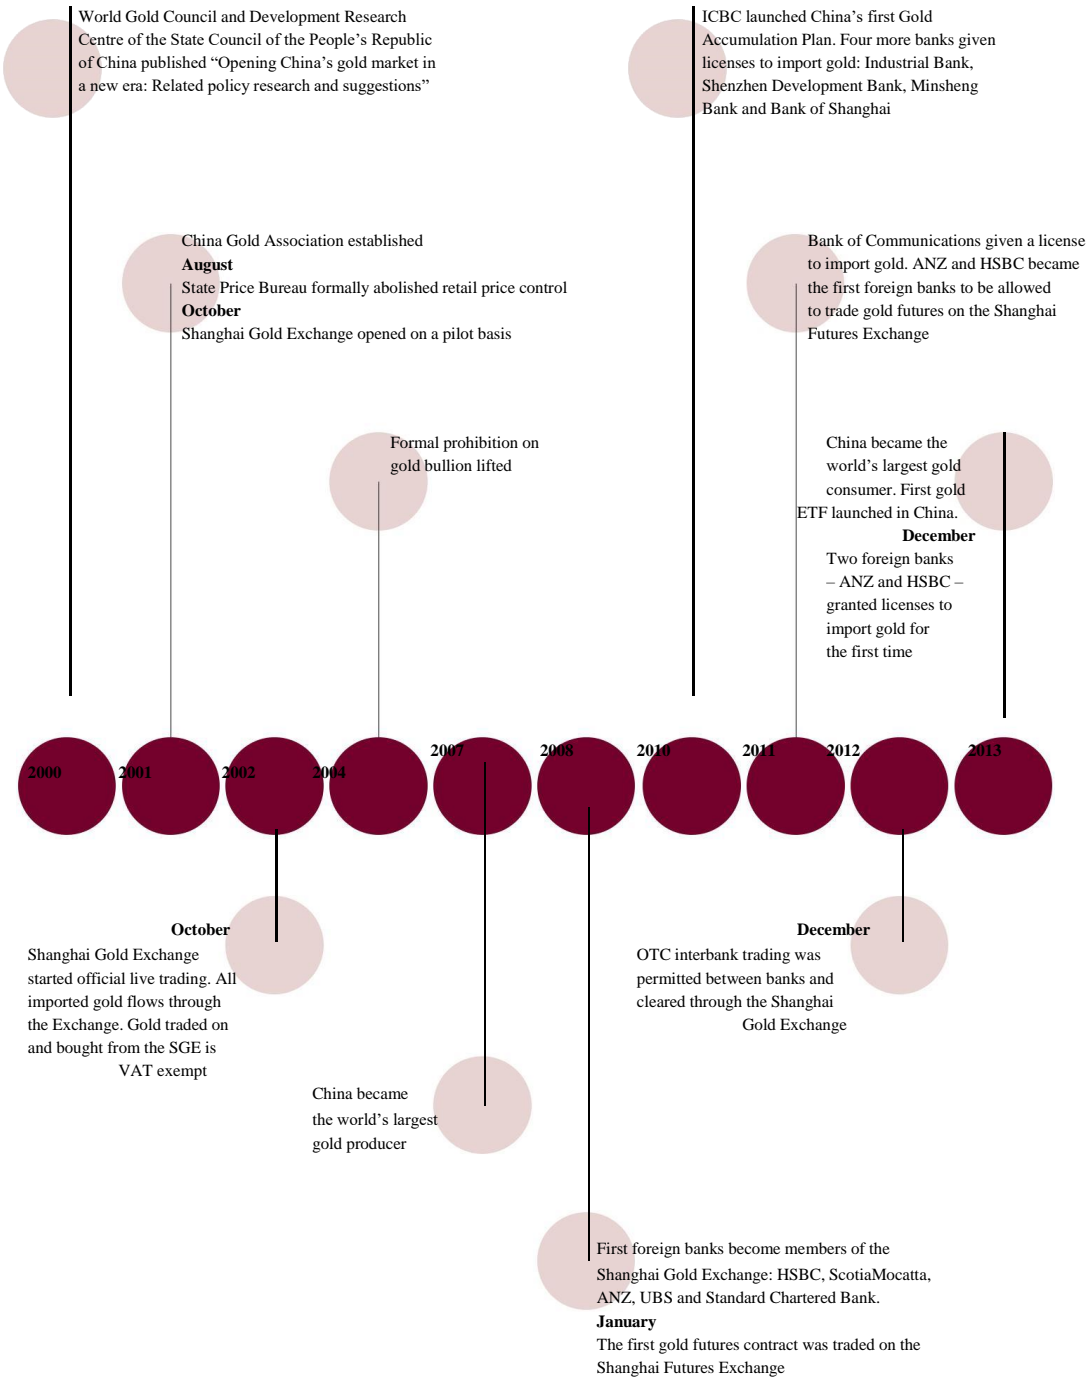 World Gold Council and Development Research
Centre of the State Council of the People’s Republic
of China published “Opening China’s gold market in
a new era: Related policy research and suggestions”
ICBC launched China’s first Gold
Accumulation Plan. Four more banks given
licenses to import gold: Industrial Bank,
Shenzhen Development Bank, Minsheng
Bank and Bank of Shanghai
China Gold Association established
August
State Price Bureau formally abolished retail price control
October
Shanghai Gold Exchange opened on a pilot basis
Bank of Communications given a license
to import gold. ANZ and HSBC became
the first foreign banks to be allowed
to trade gold futures on the Shanghai
Futures Exchange
Formal prohibition on
gold bullion lifted
China became the
world’s largest gold
consumer. First gold
ETF launched in China.
December
Two foreign banks
– ANZ and HSBC –
granted licenses to
import gold for
the first time
2000
2001
2002
2004
2007
2008
2010
2011
2012
2013
October
Shanghai Gold Exchange
started official live trading. All
imported gold flows through
the Exchange. Gold traded on
and bought from the SGE is
VAT exempt
December
OTC interbank trading was
permitted between banks and
cleared through the Shanghai
Gold Exchange
China became
the world’s largest
gold producer
First foreign banks become members of the
Shanghai Gold Exchange: HSBC, ScotiaMocatta,
ANZ, UBS and Standard Chartered Bank.
January
The first gold futures contract was traded on the
Shanghai Futures Exchange